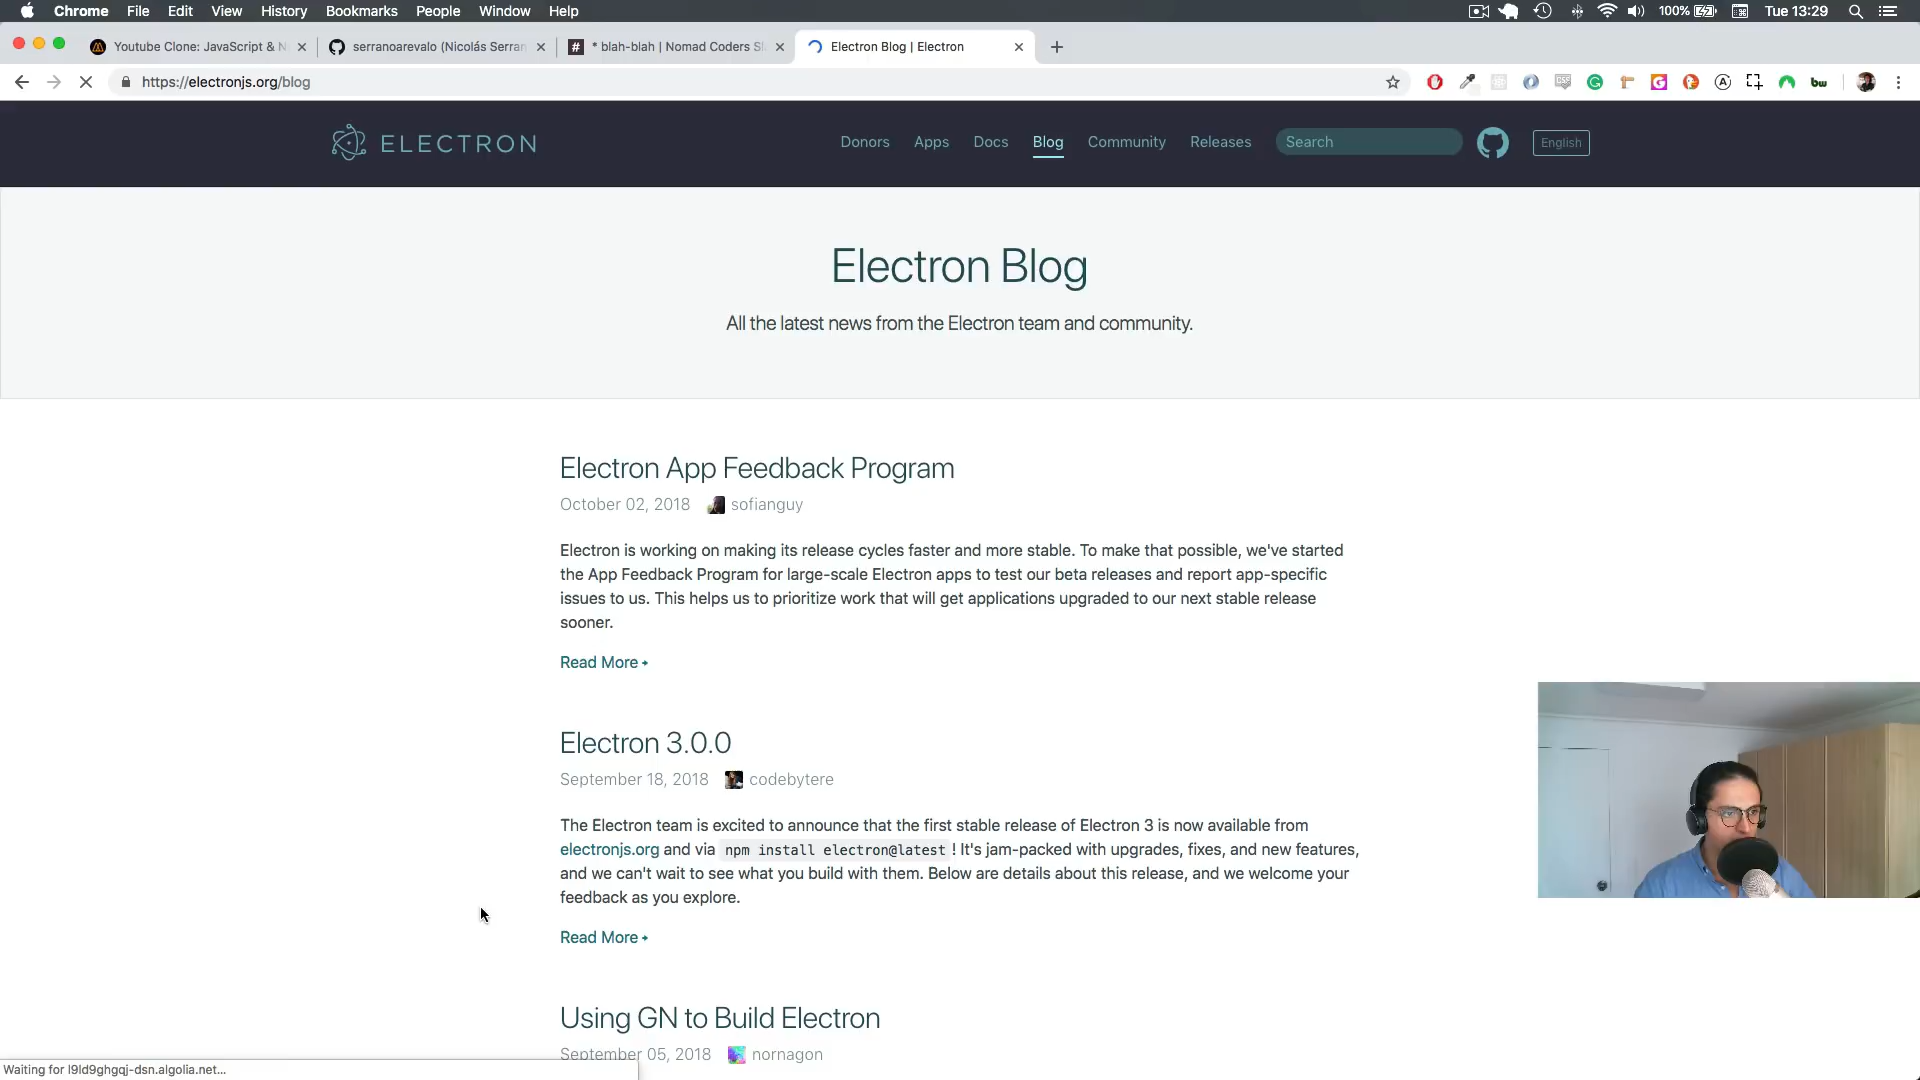 Chrome File Edit View History Bookmarks People Window Help 100% Tue 13:29
Youtube Clone: JavaScript & N serranoarevalo (Nicolás Serran * blah-blah | Nomad Coders Sl Electron Blog | Electron
https://electronjs.org/blog
ELECTRON Donors Apps Docs Blog Community Releases Search English
Electron Blog
All the latest news from the Electron team and community.
Electron App Feedback Program
October 02, 2018 sofianguy
Electron is working on making its release cycles faster and more stable. To make that possible, we've started
the App Feedback Program for large-scale Electron apps to test our beta releases and report app-specific
issues to us. This helps us to prioritize work that will get applications upgraded to our next stable release
sooner.
Read More
Electron 3.0.0
September 18, 2018 codebytere
The Electron team is excited to announce that the first stable release of Electron 3 is now available from
electronjs.org and via npm install electron@latest ! It's jam-packed with upgrades, fixes, and new features,
and we can't wait to see what you build with them. Below are details about this release, and we welcome your
feedback as you explore.
Read More
Using GN to Build Electron
September 05, 2018 nornagon
Waiting for l9ld9ghgqj-dsn.algolia.net...